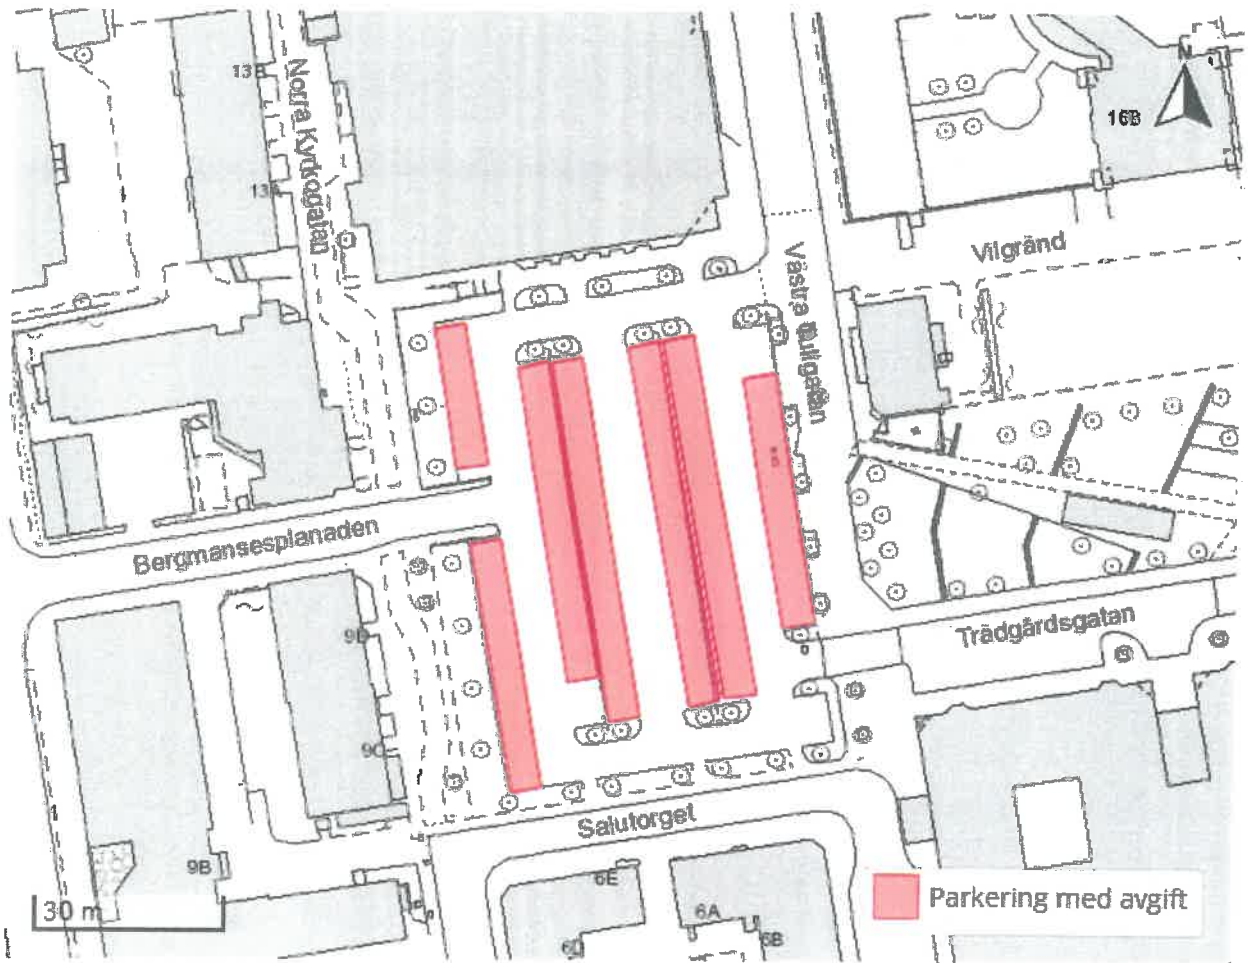 N
13B
16B
Norra Kyrkogatan
13A
Vilgränd
Västra Tullgatan
Bergmansesplanaden
Trädgårdsgatan
9D
9C
Salutorget
9B
6E
Parkering med avgift
30 m
6A
6D
6B